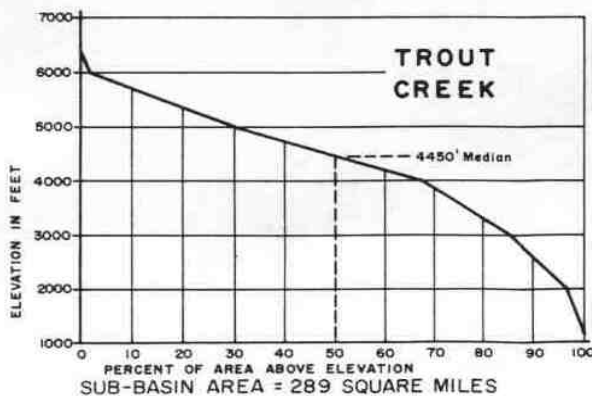 TROUT
CREEK
7000
6000
5000
4000
3000
2000
1000
ELEVATION IN FEET
4450' Median
0 10 20 30 40 50 60 70 80 90 100
PERCENT OF AREA ABOVE ELEVATION
SUB-BASIN AREA = 289 SQUARE MILES